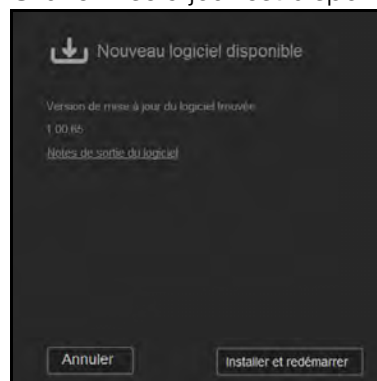 Nouveau logiciel disponible
Version de mise à jour du logiciel trouvée
1.00.65
Notes de sortie du logiciel
Annuler
Installer et redémarrer